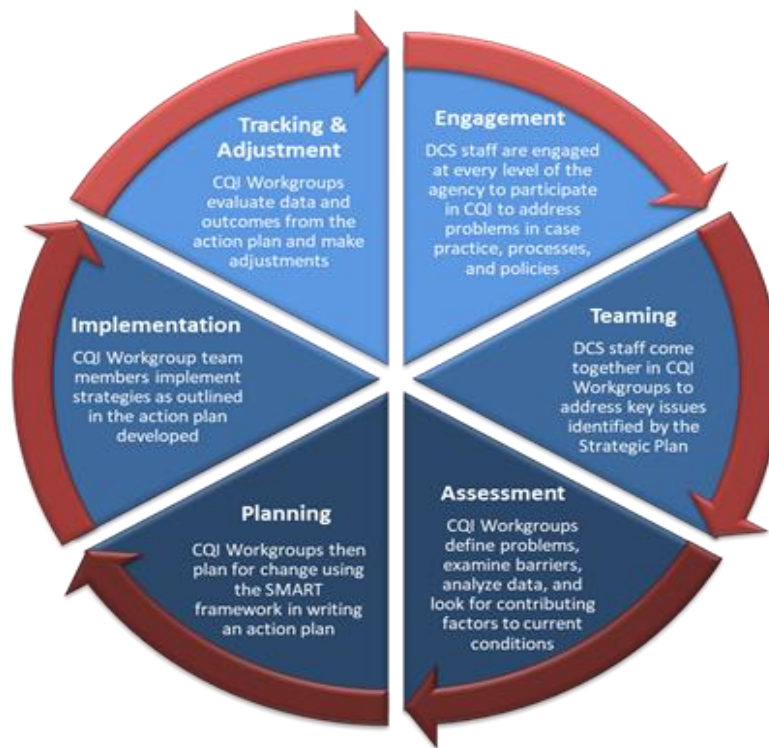 Engagement
DCS staff are engaged
at every level of the
agency to participate
in CQI to address
problems in case
practice, processes,
and policies
Teaming
DCS staff come
together in CQI
Workgroups to
address key issues
identified by the
Strategic Plan
Assessment
CQI Workgroups
define problems,
examine barriers,
analyze data, and
look for contributing
factors to current
conditions
Planning
CQI Workgroups then
plan for change using
the SMART
framework in writing
an action plan
Implementation
CQI Workgroup team
members implement
strategies as outlined
in the action plan
developed
Tracking &
Adjustment
CQI Workgroups
evaluate data and
outcomes from the
action plan and make
adjustments